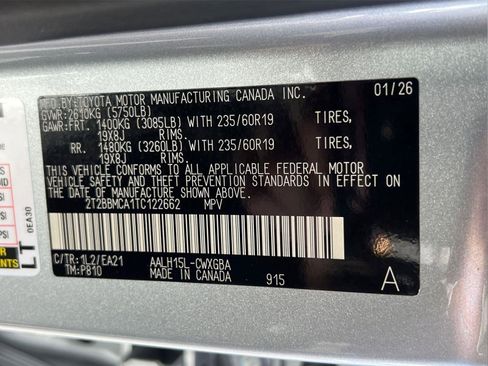 MFD.BY:TOYOTA MOTOR MANUFACTURING CANADA INC. 01/26
GVWR:2610KG (5750LB)
GAWR:FRT. 1400KG (3085LB) WITH 235/60R19 TIRES,
19X8J RIMS.
RR. 1480KG (3260LB) WITH 235/60R19 TIRES,
19X8J RIMS.
THIS VEHICLE CONFORMS TO ALL APPLICABLE FEDERAL MOTOR
VEHICLE SAFETY AND THEFT PREVENTION STANDARDS IN EFFECT
ON THE DATE OF MANUFACTURE SHOWN ABOVE.
2T2BBMCA1TC122662 MPV
C/TR:1L2/EA21 AALH15L-CWXGBA
TM:P810 MADE IN CANADA 915 A
0EA30
LT